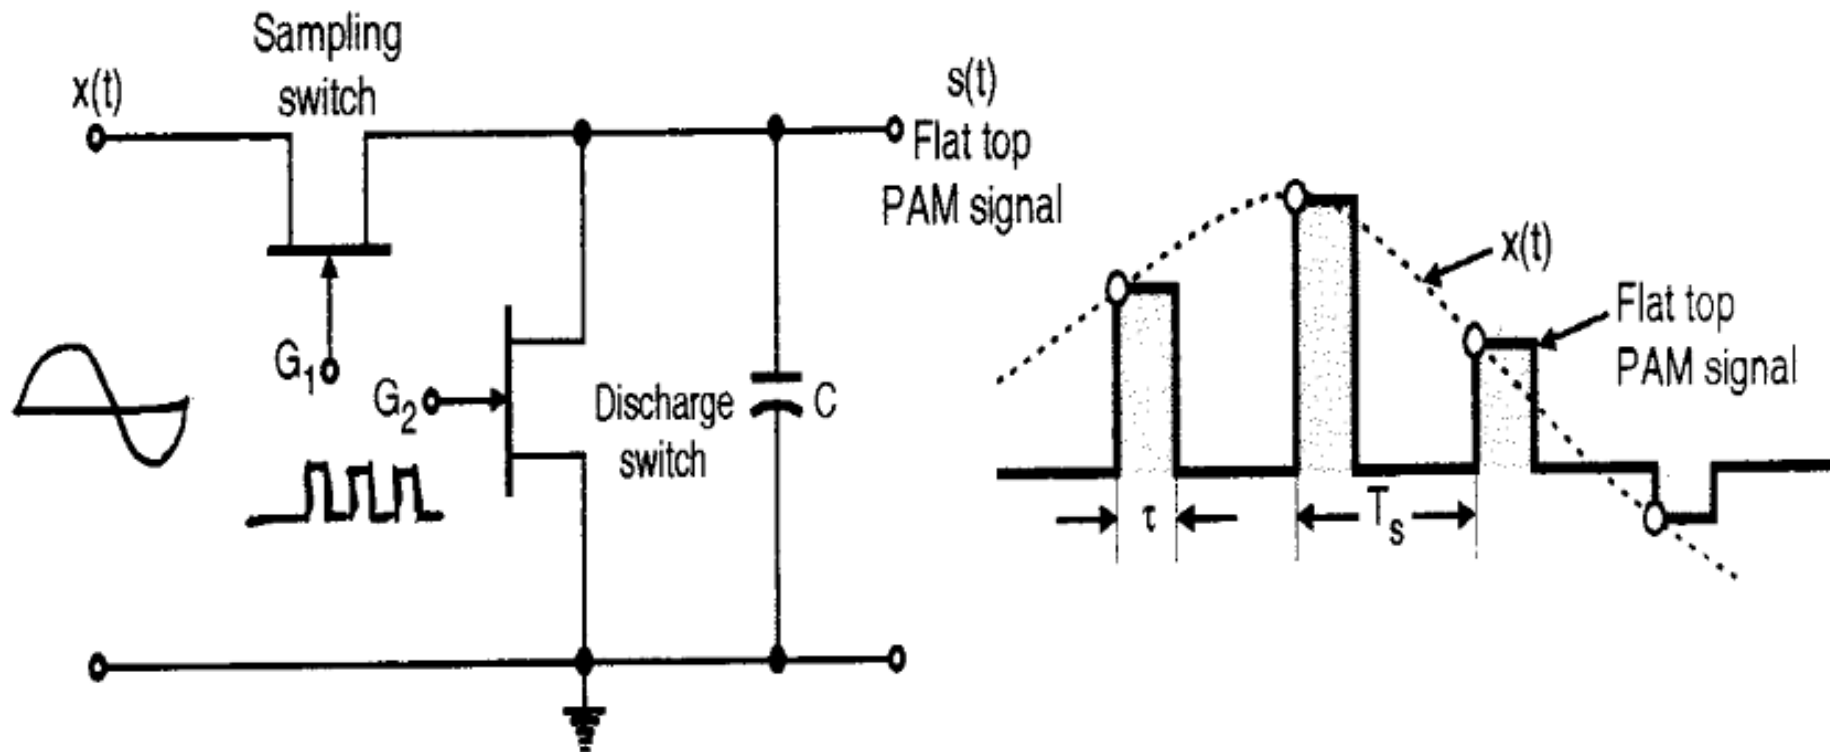 Sampling
switch
x(t)
s(t)
Flat top
PAM signal
G1
G2
Discharge
switch
C
x(t)
Flat top
PAM signal
τ
Ts